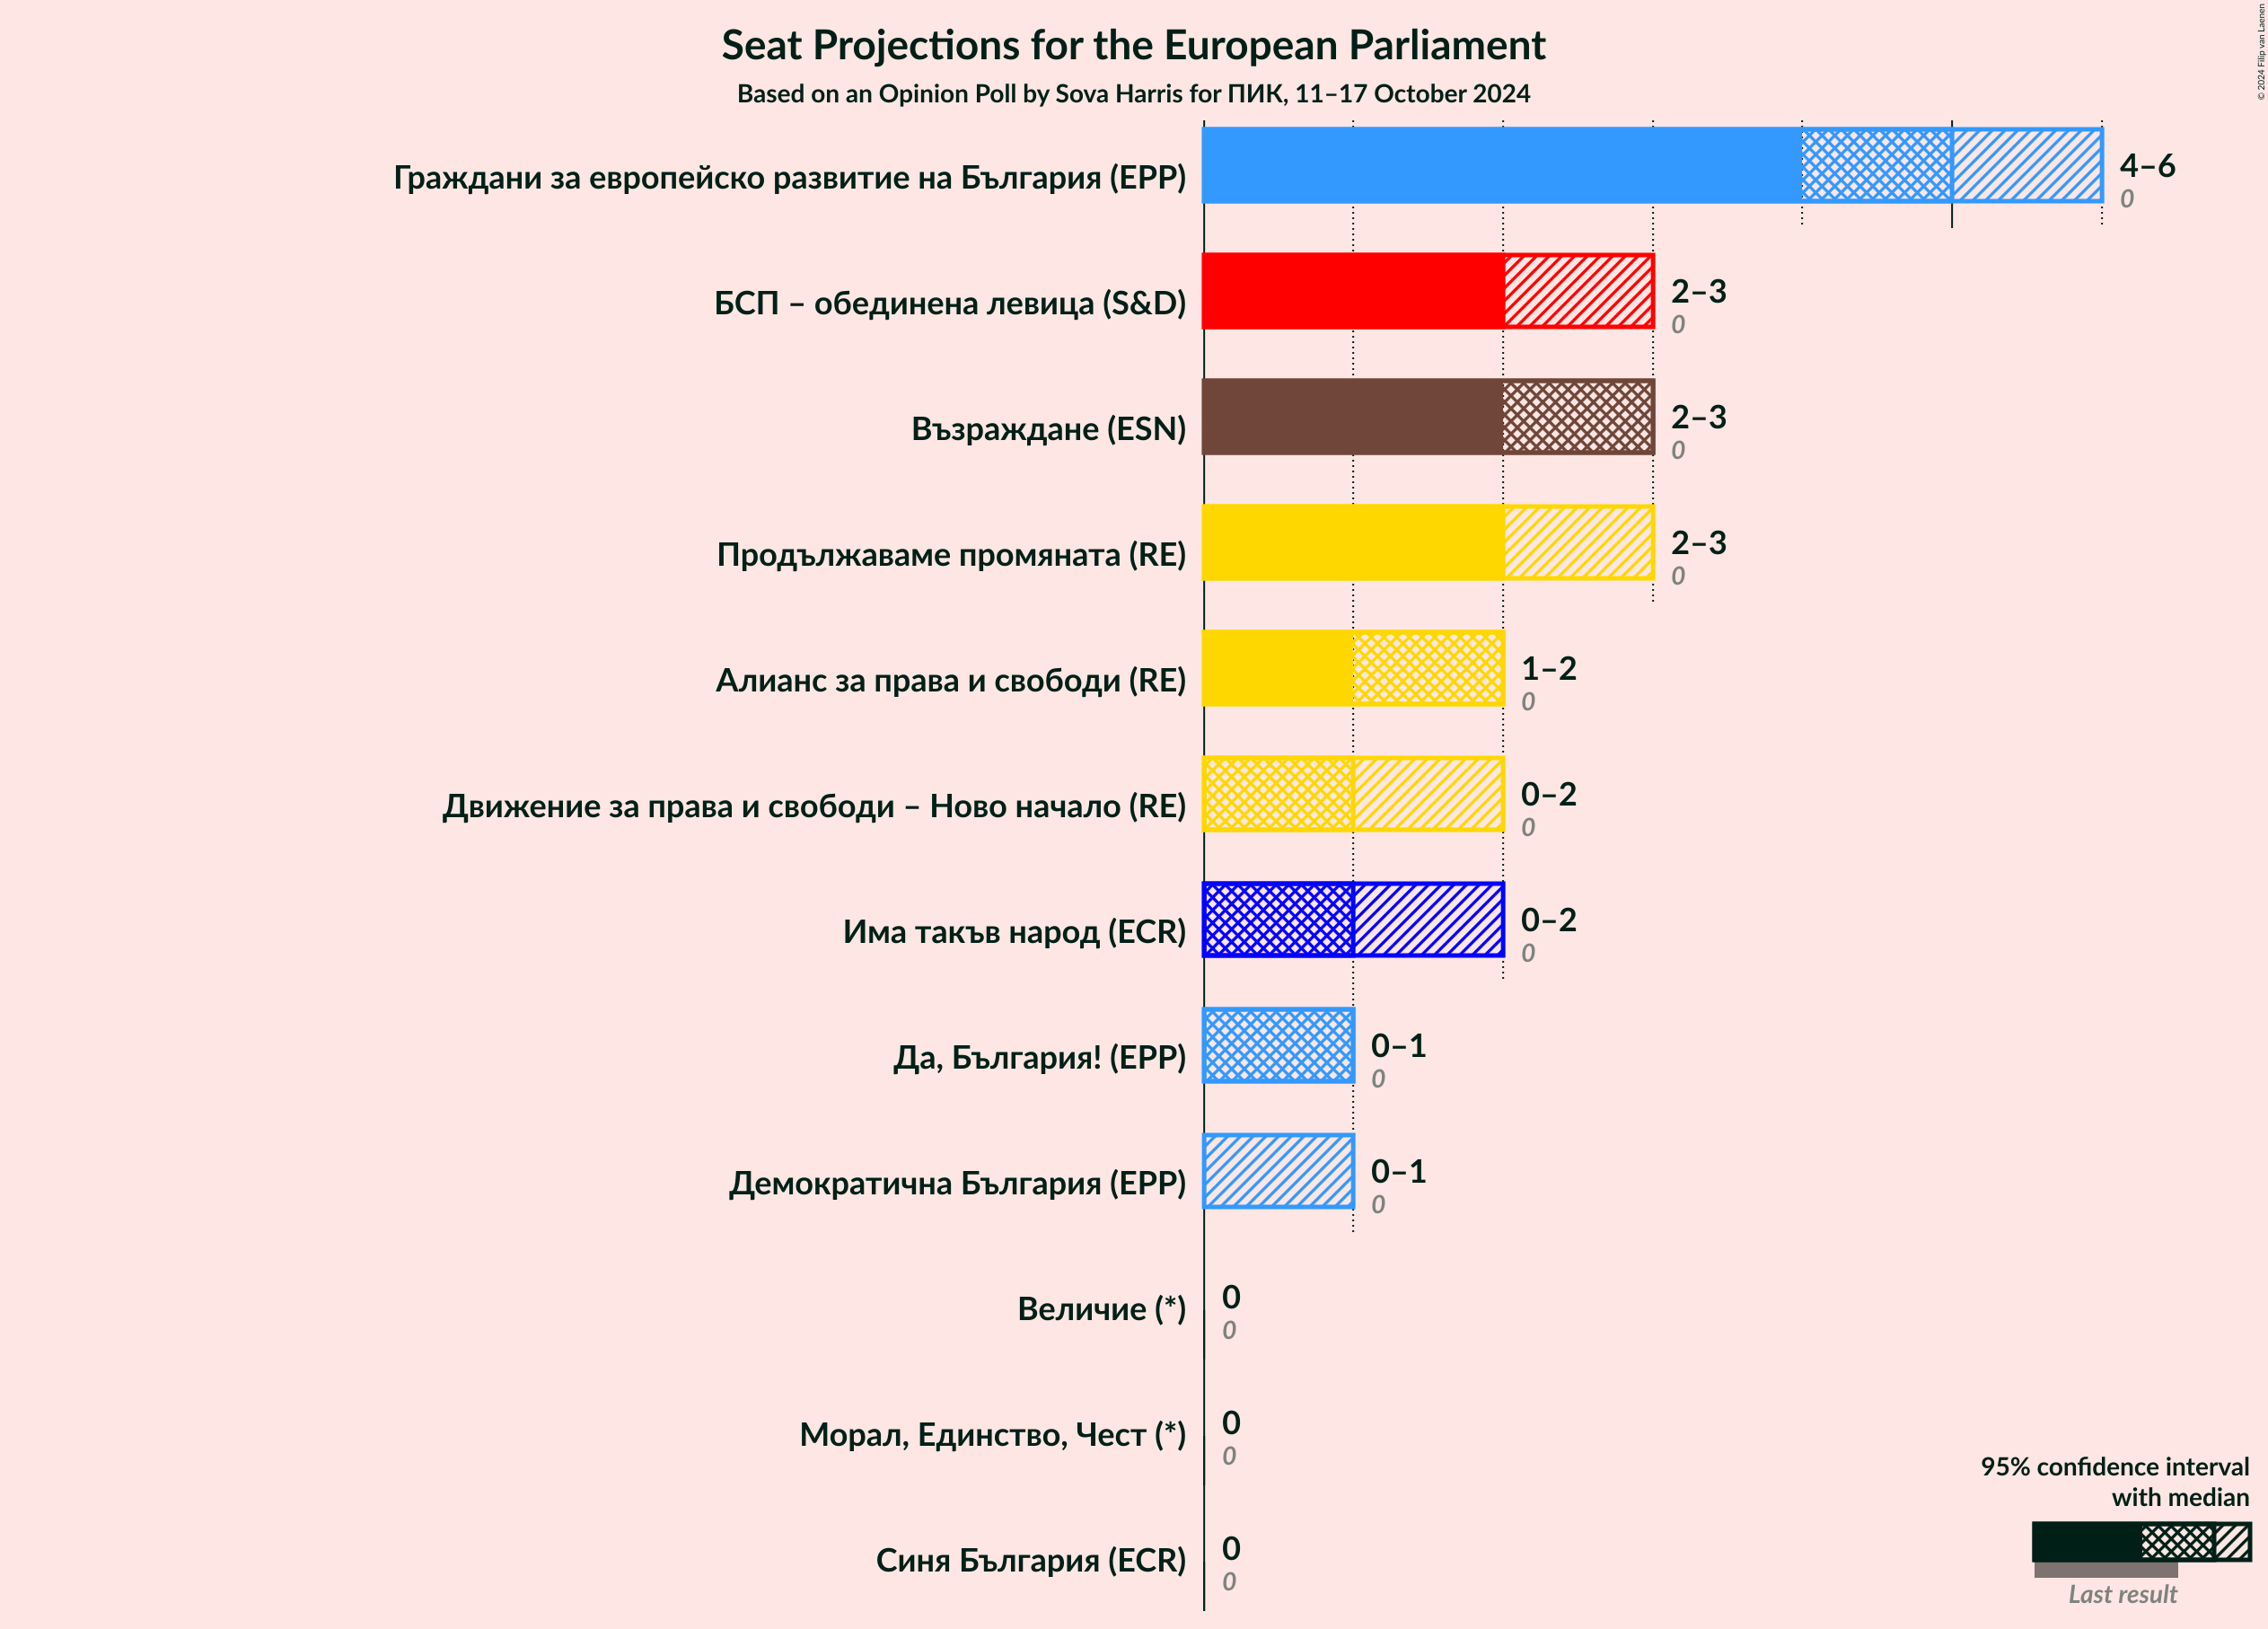 Seat Projections for the European Parliament
Based on an Opinion Poll by Sova Harris for ПИК, 11–17 October 2024
© 2024 Filip van Laenen
Граждани за европейско развитие на България (EPP)
4–6
0
БСП – обединена левица (S&D)
2–3
0
Възраждане (ESN)
2–3
0
Продължаваме промяната (RE)
2–3
0
Алианс за права и свободи (RE)
1–2
0
Движение за права и свободи – Ново начало (RE)
0–2
0
Има такъв народ (ECR)
0–2
0
Да, България! (EPP)
0–1
0
Демократична България (EPP)
0–1
0
Величие (*)
0
0
Морал, Единство, Чест (*)
0
0
Синя България (ECR)
0
0
95% confidence interval
with median
Last result